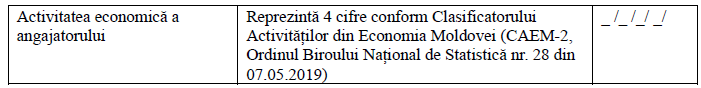 Activitatea economică a angajatorului
Reprezintă 4 cifre conform Clasificatorului
Activităților din Economia Moldovei (CAEM-2,
Ordinul Biroului Național de Statistică nr. 28 din
07.05.2019)
_ /_ /_/ _/